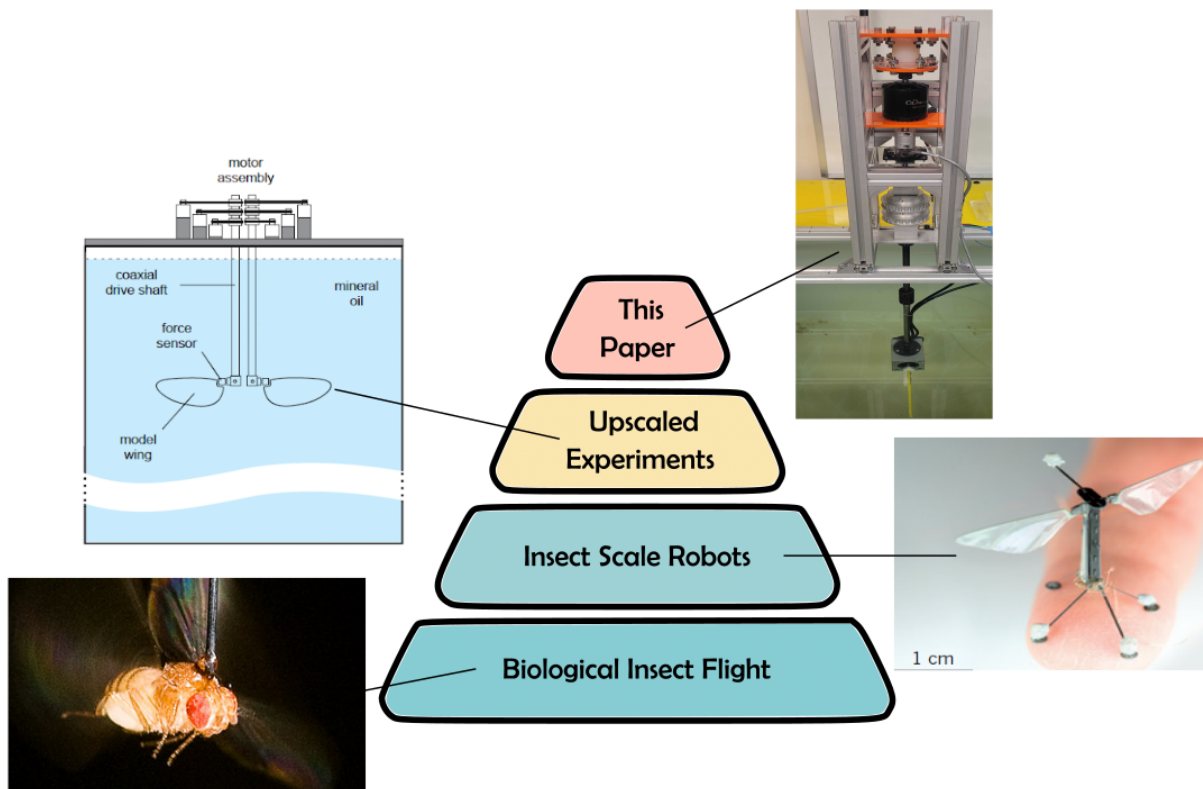 motor
assembly
coaxial
drive shaft
mineral
oil
force
sensor
model
wing
This
Paper
Upscaled
Experiments
Insect Scale Robots
1 cm
Biological Insect Flight